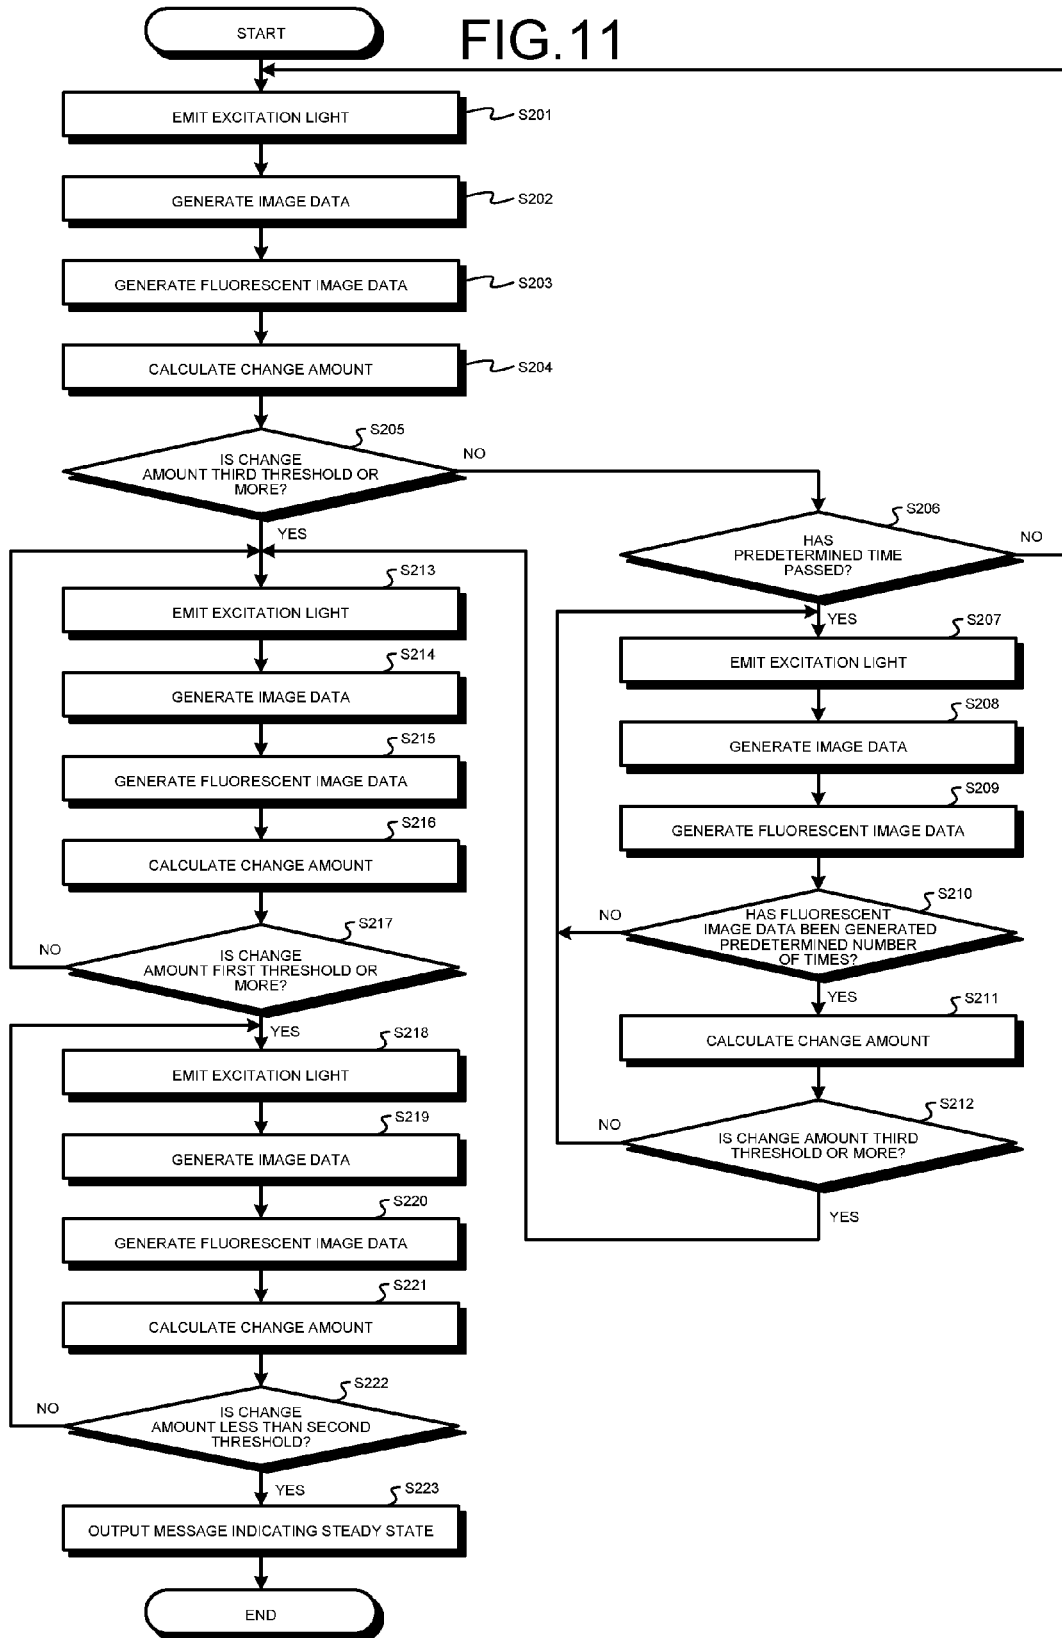 FIG.11
START
EMIT EXCITATION LIGHT
S201
GENERATE IMAGE DATA
S202
GENERATE FLUORESCENT IMAGE DATA
S203
CALCULATE CHANGE AMOUNT
S204
S205
IS CHANGE
AMOUNT THIRD THRESHOLD OR
MORE?
NO
YES
S206
HAS
PREDETERMINED TIME
PASSED?
NO
YES
S207
EMIT EXCITATION LIGHT
S208
GENERATE IMAGE DATA
S209
GENERATE FLUORESCENT IMAGE DATA
S210
HAS FLUORESCENT
IMAGE DATA BEEN GENERATED
PREDETERMINED NUMBER
OF TIMES?
NO
YES
S211
CALCULATE CHANGE AMOUNT
S212
IS CHANGE AMOUNT THIRD
THRESHOLD OR MORE?
NO
YES
S213
EMIT EXCITATION LIGHT
S214
GENERATE IMAGE DATA
S215
GENERATE FLUORESCENT IMAGE DATA
S216
CALCULATE CHANGE AMOUNT
S217
IS CHANGE
AMOUNT FIRST THRESHOLD OR
MORE?
NO
YES
S218
EMIT EXCITATION LIGHT
S219
GENERATE IMAGE DATA
S220
GENERATE FLUORESCENT IMAGE DATA
S221
CALCULATE CHANGE AMOUNT
S222
IS CHANGE
AMOUNT LESS THAN SECOND
THRESHOLD?
NO
YES
S223
OUTPUT MESSAGE INDICATING STEADY STATE
END